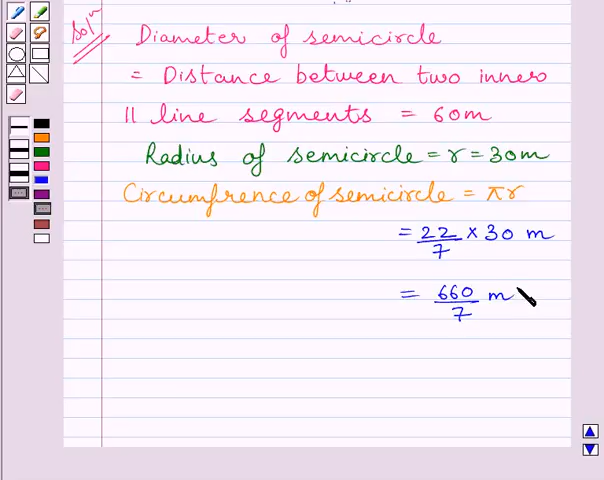 Solⁿ
Diameter of semicircle
= Distance between two inner
|| line segments = 60m
Radius of semicircle = r = 30m
Circumfrence of semicircle = πr
= 22/7 × 30 m
= 660/7 m